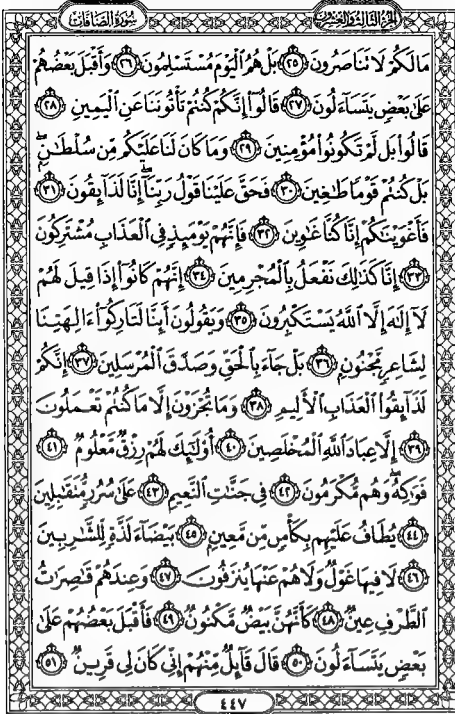 الجزء الثالث والعشرون سورة الصافات
مَا لَكُمْ لَا تَنَاصَرُونَ ٢٥ بَلْ هُمُ الْيَوْمَ مُسْتَسْلِمُونَ ٢٦ وَأَقْبَلَ بَعْضُهُمْ
عَلَىٰ بَعْضٍ يَتَسَاءَلُونَ ٢٧ قَالُوا إِنَّكُمْ كُنتُمْ تَأْتُونَنَا عَنِ الْيَمِينِ ٢٨
قَالُوا بَل لَّمْ تَكُونُوا مُؤْمِنِينَ ٢٩ وَمَا كَانَ لَنَا عَلَيْكُم مِّن سُلْطَانٍ ۖ
بَلْ كُنتُمْ قَوْمًا طَاغِينَ ٣٠ فَحَقَّ عَلَيْنَا قَوْلُ رَبِّنَا ۖ إِنَّا لَذَائِقُونَ ٣١
فَأَغْوَيْنَاكُمْ إِنَّا كُنَّا غَاوِينَ ٣٢ فَإِنَّهُمْ يَوْمَئِذٍ فِي الْعَذَابِ مُشْتَرِكُونَ
٣٣ إِنَّا كَذَٰلِكَ نَفْعَلُ بِالْمُجْرِمِينَ ٣٤ إِنَّهُمْ كَانُوا إِذَا قِيلَ لَهُمْ
لَا إِلَٰهَ إِلَّا اللَّهُ يَسْتَكْبِرُونَ ٣٥ وَيَقُولُونَ أَئِنَّا لَتَارِكُو آلِهَتِنَا
لِشَاعِرٍ مَّجْنُونٍ ٣٦ بَلْ جَاءَ بِالْحَقِّ وَصَدَّقَ الْمُرْسَلِينَ ٣٧ إِنَّكُمْ
لَذَائِقُو الْعَذَابِ الْأَلِيمِ ٣٨ وَمَا تُجْزَوْنَ إِلَّا مَا كُنتُمْ تَعْمَلُونَ
٣٩ إِلَّا عِبَادَ اللَّهِ الْمُخْلَصِينَ ٤٠ أُولَٰئِكَ لَهُمْ رِزْقٌ مَّعْلُومٌ ٤١
فَوَاكِهُ ۖ وَهُم مُّكْرَمُونَ ٤٢ فِي جَنَّاتِ النَّعِيمِ ٤٣ عَلَىٰ سُرُرٍ مُّتَقَابِلِينَ
٤٤ يُطَافُ عَلَيْهِم بِكَأْسٍ مِّن مَّعِينٍ ٤٥ بَيْضَاءَ لَذَّةٍ لِّلشَّارِبِينَ
٤٦ لَا فِيهَا غَوْلٌ وَلَا هُمْ عَنْهَا يُنزَفُونَ ٤٧ وَعِندَهُمْ قَاصِرَاتُ
الطَّرْفِ عِينٌ ٤٨ كَأَنَّهُنَّ بَيْضٌ مَّكْنُونٌ ٤٩ فَأَقْبَلَ بَعْضُهُمْ عَلَىٰ
بَعْضٍ يَتَسَاءَلُونَ ٥٠ قَالَ قَائِلٌ مِّنْهُمْ إِنِّي كَانَ لِي قَرِينٌ ٥١
٤٤٧